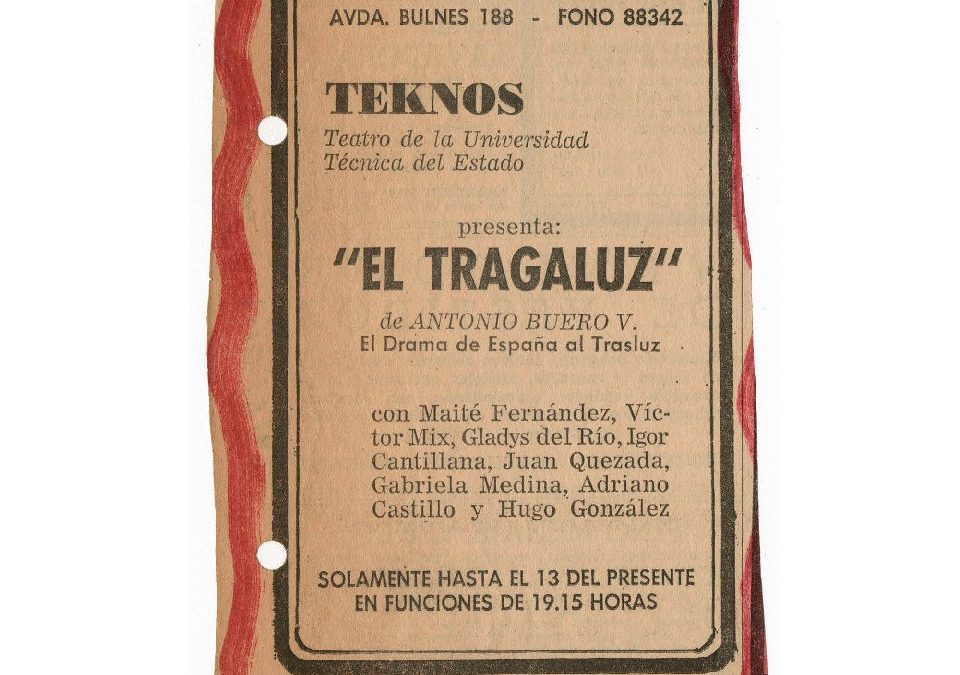 AVDA. BULNES 188 - FONO 88342
TEKNOS
Teatro de la Universidad
Técnica del Estado
presenta:
"EL TRAGALUZ"
de ANTONIO BUERO V.
El Drama de España al Trasluz
con Maité Fernández, Víc-
tor Mix, Gladys del Río, Igor
Cantillana, Juan Quezada,
Gabriela Medina, Adriano
Castillo y Hugo González
SOLAMENTE HASTA EL 13 DEL PRESENTE
EN FUNCIONES DE 19.15 HORAS